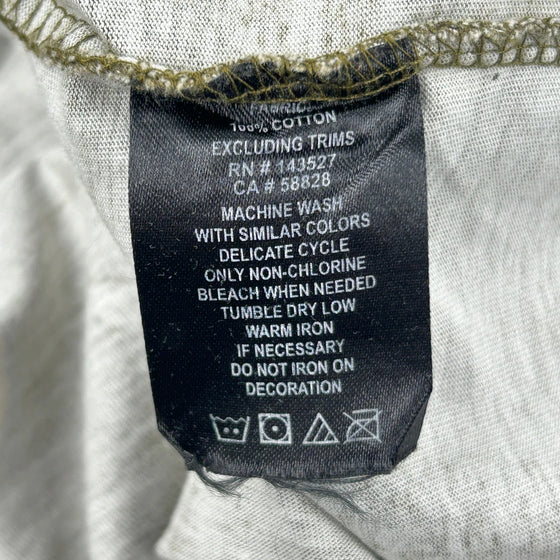 FABRIC:
100% COTTON
EXCLUDING TRIMS
RN # 143527
CA # 58828
MACHINE WASH
WITH SIMILAR COLORS
DELICATE CYCLE
ONLY NON-CHLORINE
BLEACH WHEN NEEDED
TUMBLE DRY LOW
WARM IRON
IF NECESSARY
DO NOT IRON ON
DECORATION